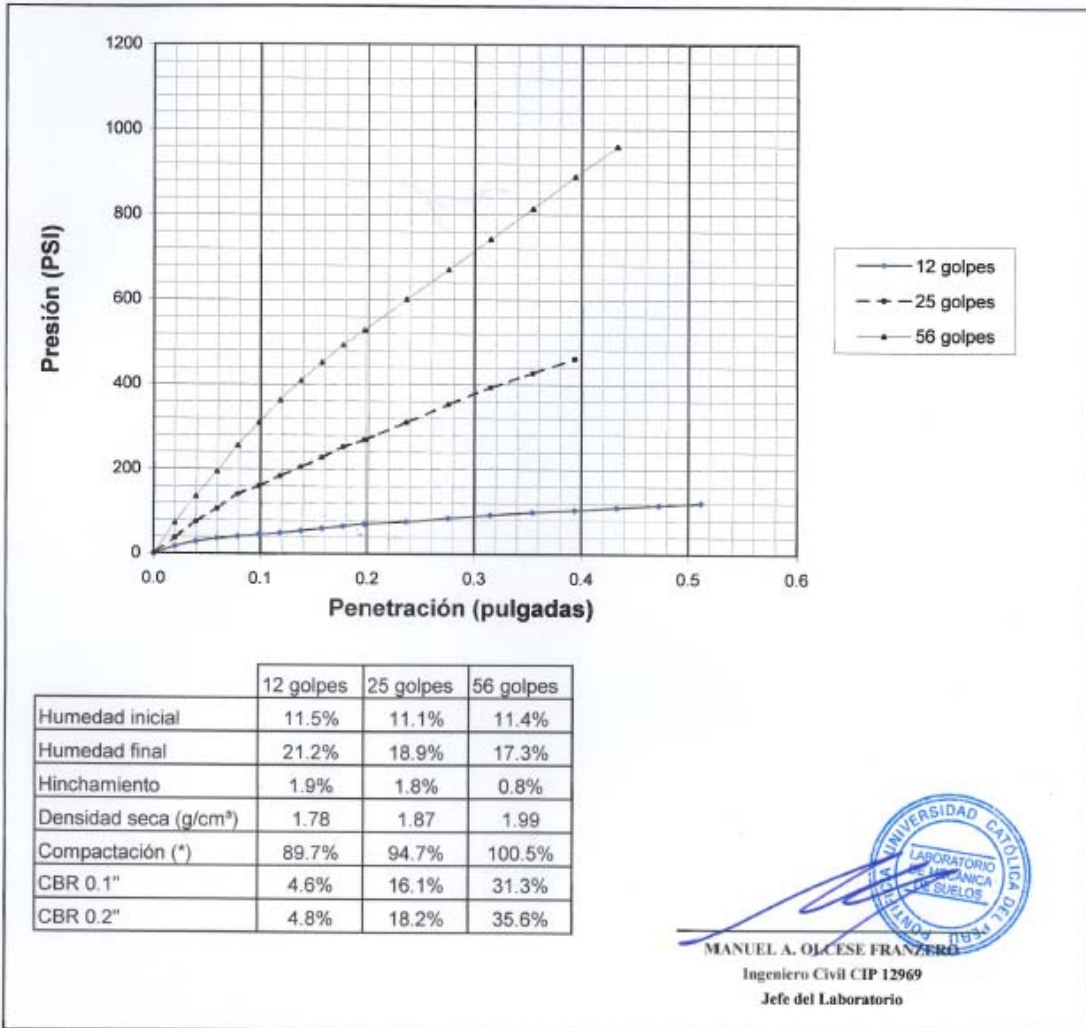 1200
1000
800
600
400
200
0
0.0 0.1 0.2 0.3 0.4 0.5 0.6
Presión (PSI)
Penetración (pulgadas)
12 golpes
25 golpes
56 golpes
12 golpes 25 golpes 56 golpes
Humedad inicial 11.5% 11.1% 11.4%
Humedad final 21.2% 18.9% 17.3%
Hinchamiento 1.9% 1.8% 0.8%
Densidad seca (g/cm³) 1.78 1.87 1.99
Compactación (*) 89.7% 94.7% 100.5%
CBR 0.1" 4.6% 16.1% 31.3%
CBR 0.2" 4.8% 18.2% 35.6%
PONTIFICIA UNIVERSIDAD CATÓLICA DEL PERÚ
LABORATORIO
DE MECÁNICA
DE SUELOS
MANUEL A. OLCESE FRANZERO
Ingeniero Civil CIP 12969
Jefe del Laboratorio